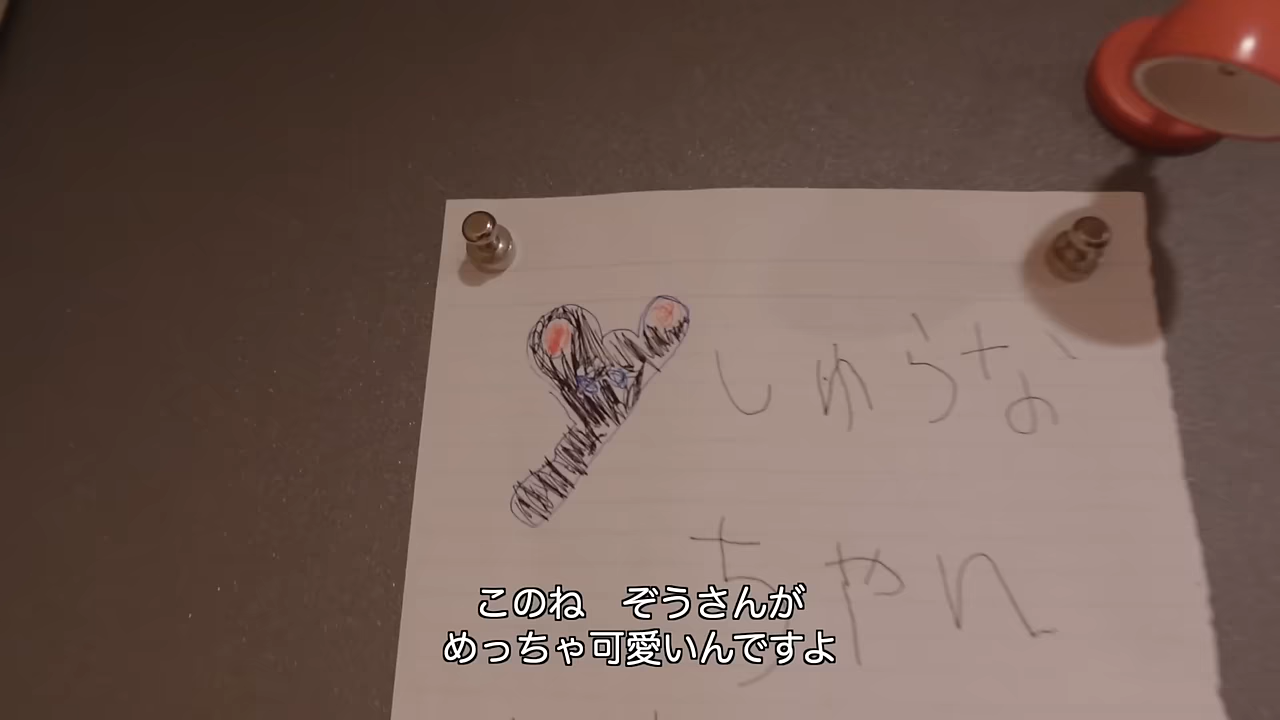 しゅうな
ちゃん
このね　ぞうさんが
めっちゃ可愛いんですよ